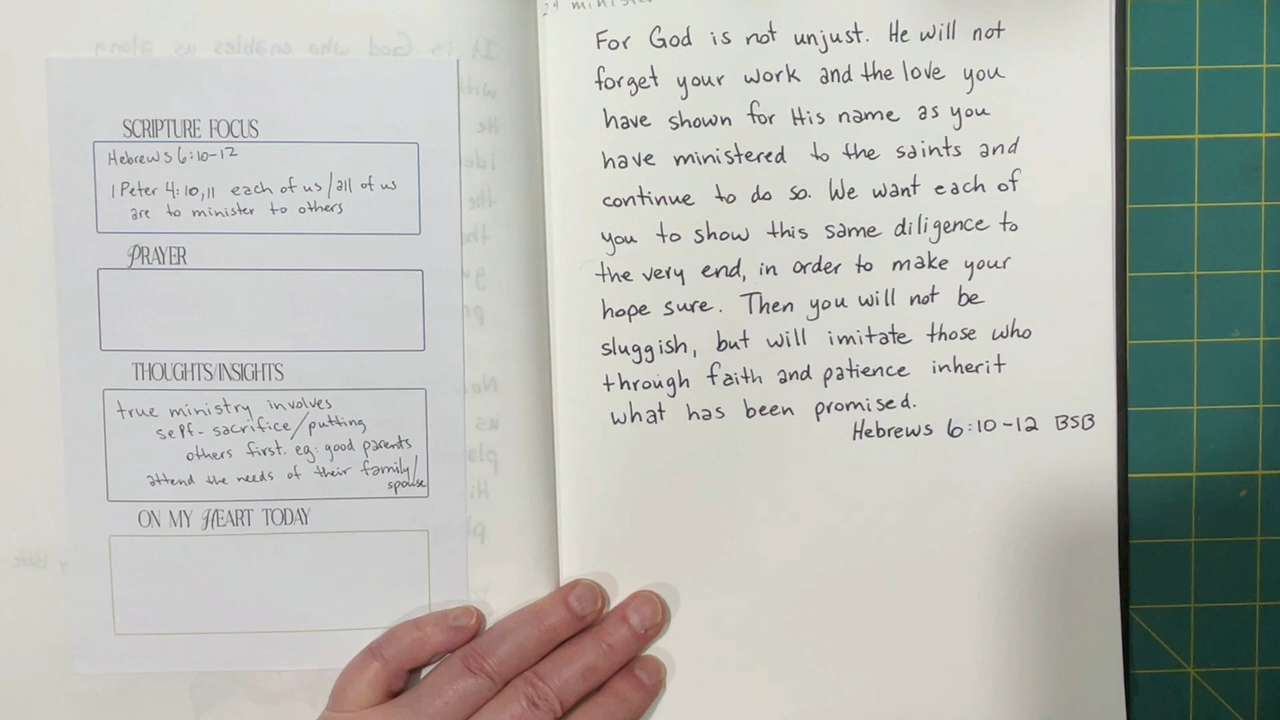 SCRIPTURE FOCUS
Hebrews 6:10-12
1 Peter 4:10,11 each of us/all of us
are to minister to others
PRAYER
THOUGHTS/INSIGHTS
true ministry involves
self-sacrifice/putting
others first. eg: good parents
attend the needs of their family/
spouse
ON MY HEART TODAY
For God is not unjust. He will not
forget your work and the love you
have shown for His name as you
have ministered to the saints and
continue to do so. We want each of
you to show this same diligence to
the very end, in order to make your
hope sure. Then you will not be
sluggish, but will imitate those who
through faith and patience inherit
what has been promised.
Hebrews 6:10-12 BSB